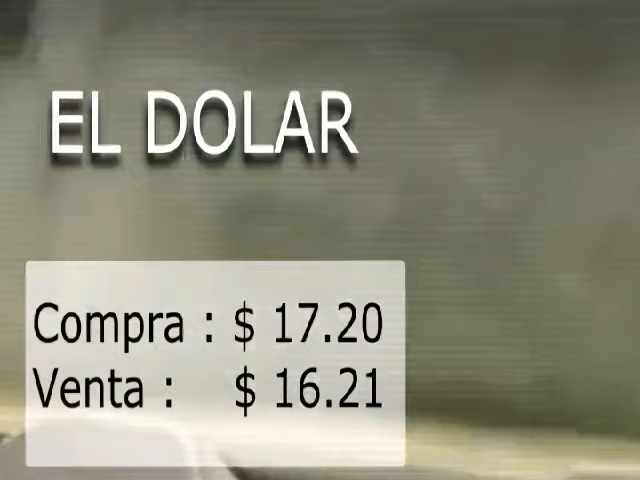 EL DOLAR
Compra : $ 17.20
Venta : $ 16.21